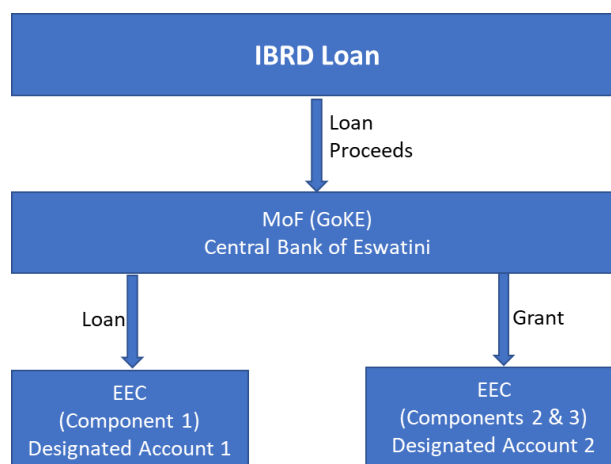 IBRD Loan
Loan
Proceeds
MoF (GoKE)
Central Bank of Eswatini
Loan
Grant
EEC
(Component 1)
Designated Account 1
EEC
(Components 2 & 3)
Designated Account 2